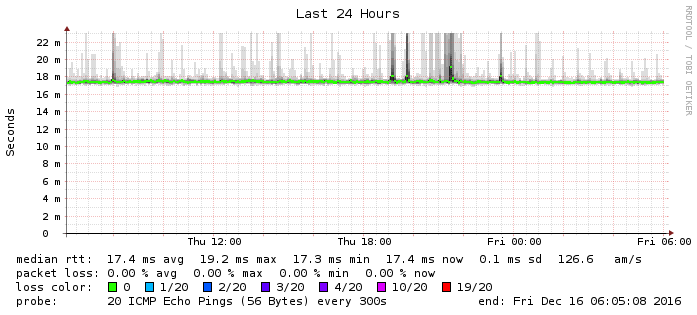 Last 24 Hours
RRDTOOL / TOBI OETIKER
Seconds
22 m
20 m
18 m
16 m
14 m
12 m
10 m
8 m
6 m
4 m
2 m
0
Thu 12:00 Thu 18:00 Fri 00:00 Fri 06:00
median rtt: 17.4 ms avg 19.2 ms max 17.3 ms min 17.4 ms now 0.1 ms sd 126.6 am/s
packet loss: 0.00 % avg 0.00 % max 0.00 % min 0.00 % now
loss color: 0 1/20 2/20 3/20 4/20 10/20 19/20
probe: 20 ICMP Echo Pings (56 Bytes) every 300s end: Fri Dec 16 06:05:08 2016